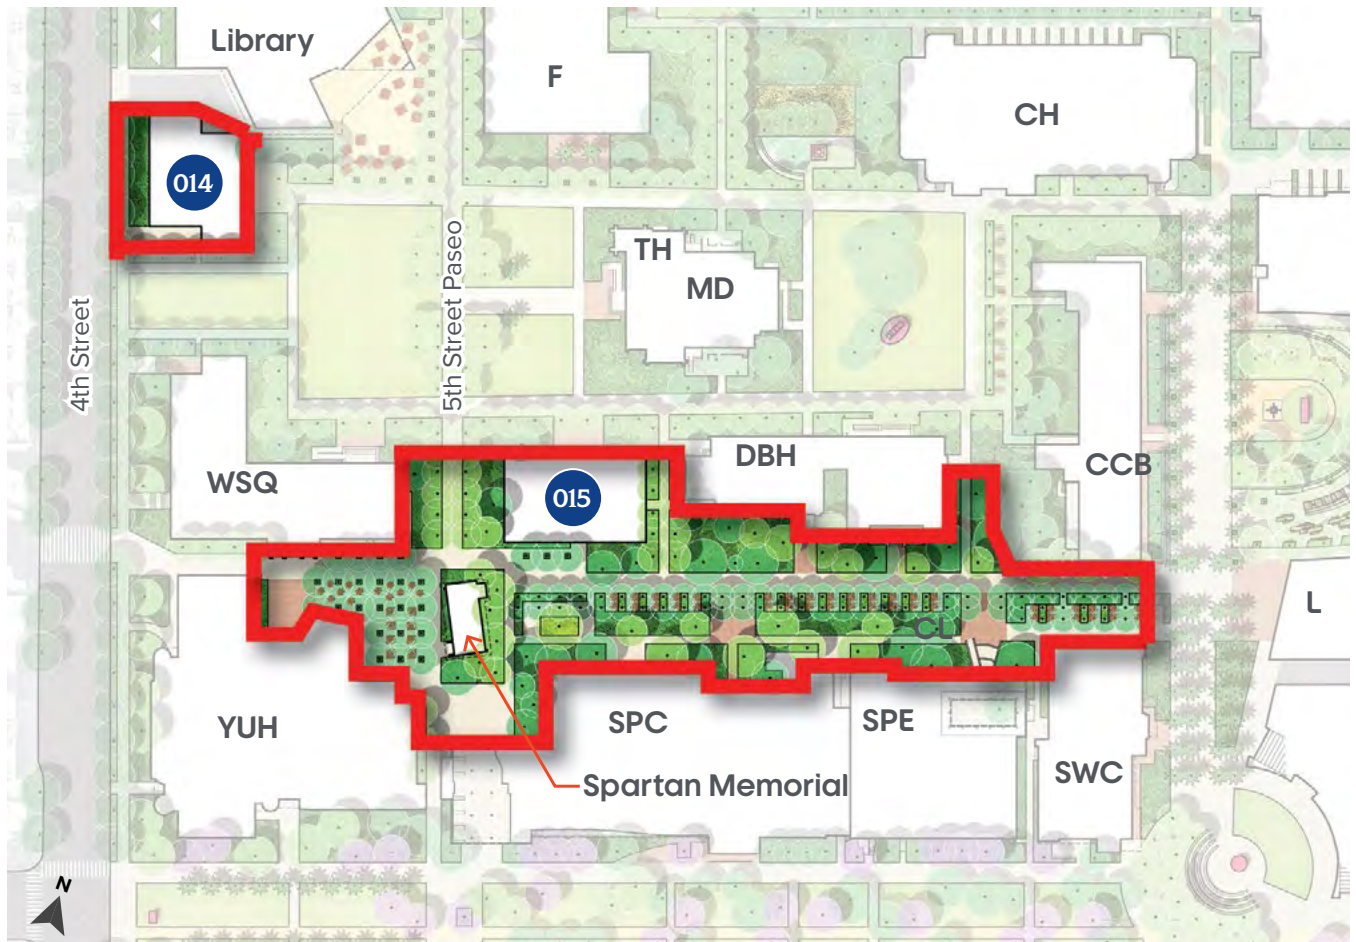 Library
F
CH
014
TH
MD
5th Street Paseo
4th Street
DBH
CCB
WSQ
015
L
CL
YUH
SPC
SPE
SWC
Spartan Memorial
N